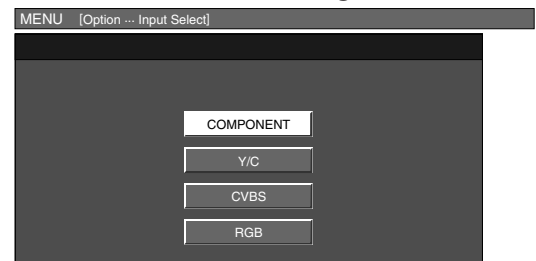 MENU [Option ··· Input Select]
COMPONENT
Y/C
CVBS
RGB